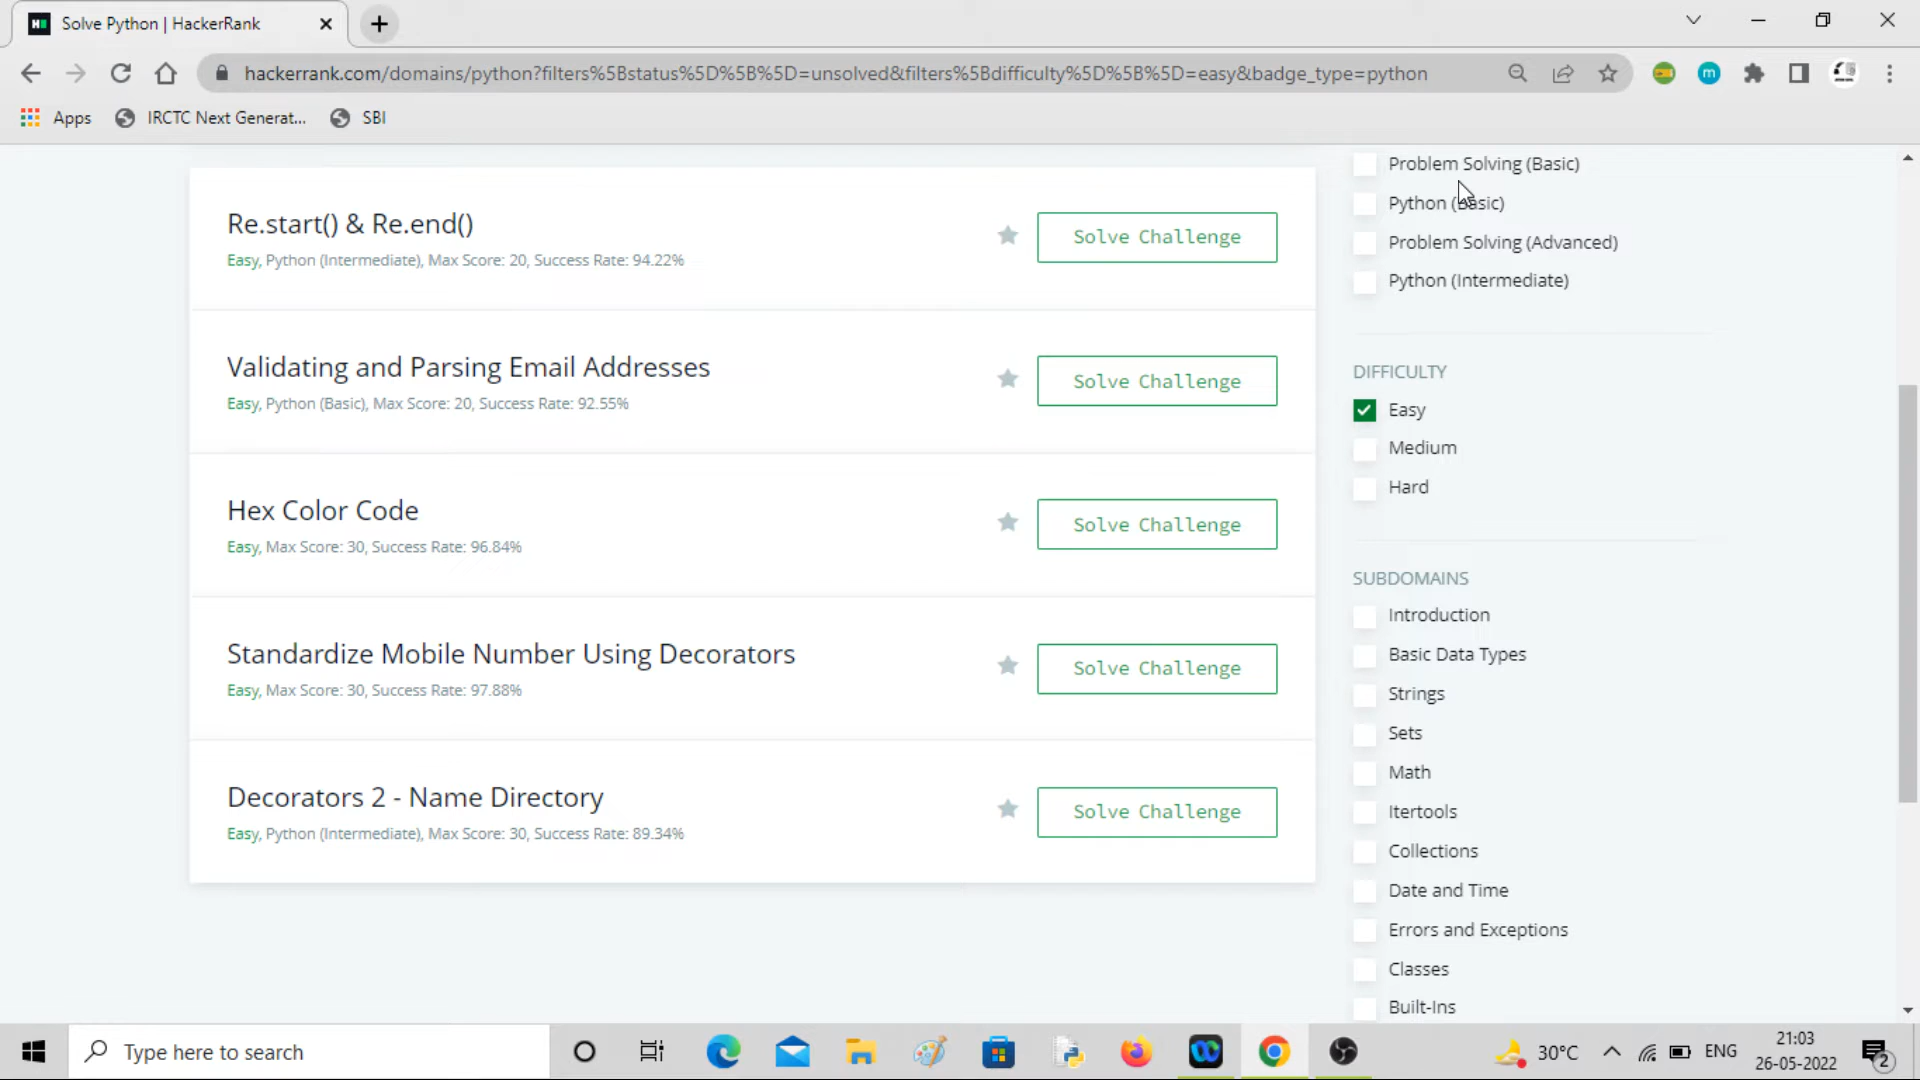 Solve Python | HackerRank
hackerrank.com/domains/python?filters%5Bstatus%5D%5B%5D=unsolved&filters%5Bdifficulty%5D%5B%5D=easy&badge_type=python
m
Apps
IRCTC Next Generat...
SBI
Re.start() & Re.end()
Easy, Python (Intermediate), Max Score: 20, Success Rate: 94.22%
Solve Challenge
Validating and Parsing Email Addresses
Easy, Python (Basic), Max Score: 20, Success Rate: 92.55%
Solve Challenge
Hex Color Code
Easy, Max Score: 30, Success Rate: 96.84%
Solve Challenge
Standardize Mobile Number Using Decorators
Easy, Max Score: 30, Success Rate: 97.88%
Solve Challenge
Decorators 2 - Name Directory
Easy, Python (Intermediate), Max Score: 30, Success Rate: 89.34%
Solve Challenge
Problem Solving (Basic)
Python (Basic)
Problem Solving (Advanced)
Python (Intermediate)
DIFFICULTY
Easy
Medium
Hard
SUBDOMAINS
Introduction
Basic Data Types
Strings
Sets
Math
Itertools
Collections
Date and Time
Errors and Exceptions
Classes
Built-Ins
Type here to search
30°C
ENG
21:03
26-05-2022
2